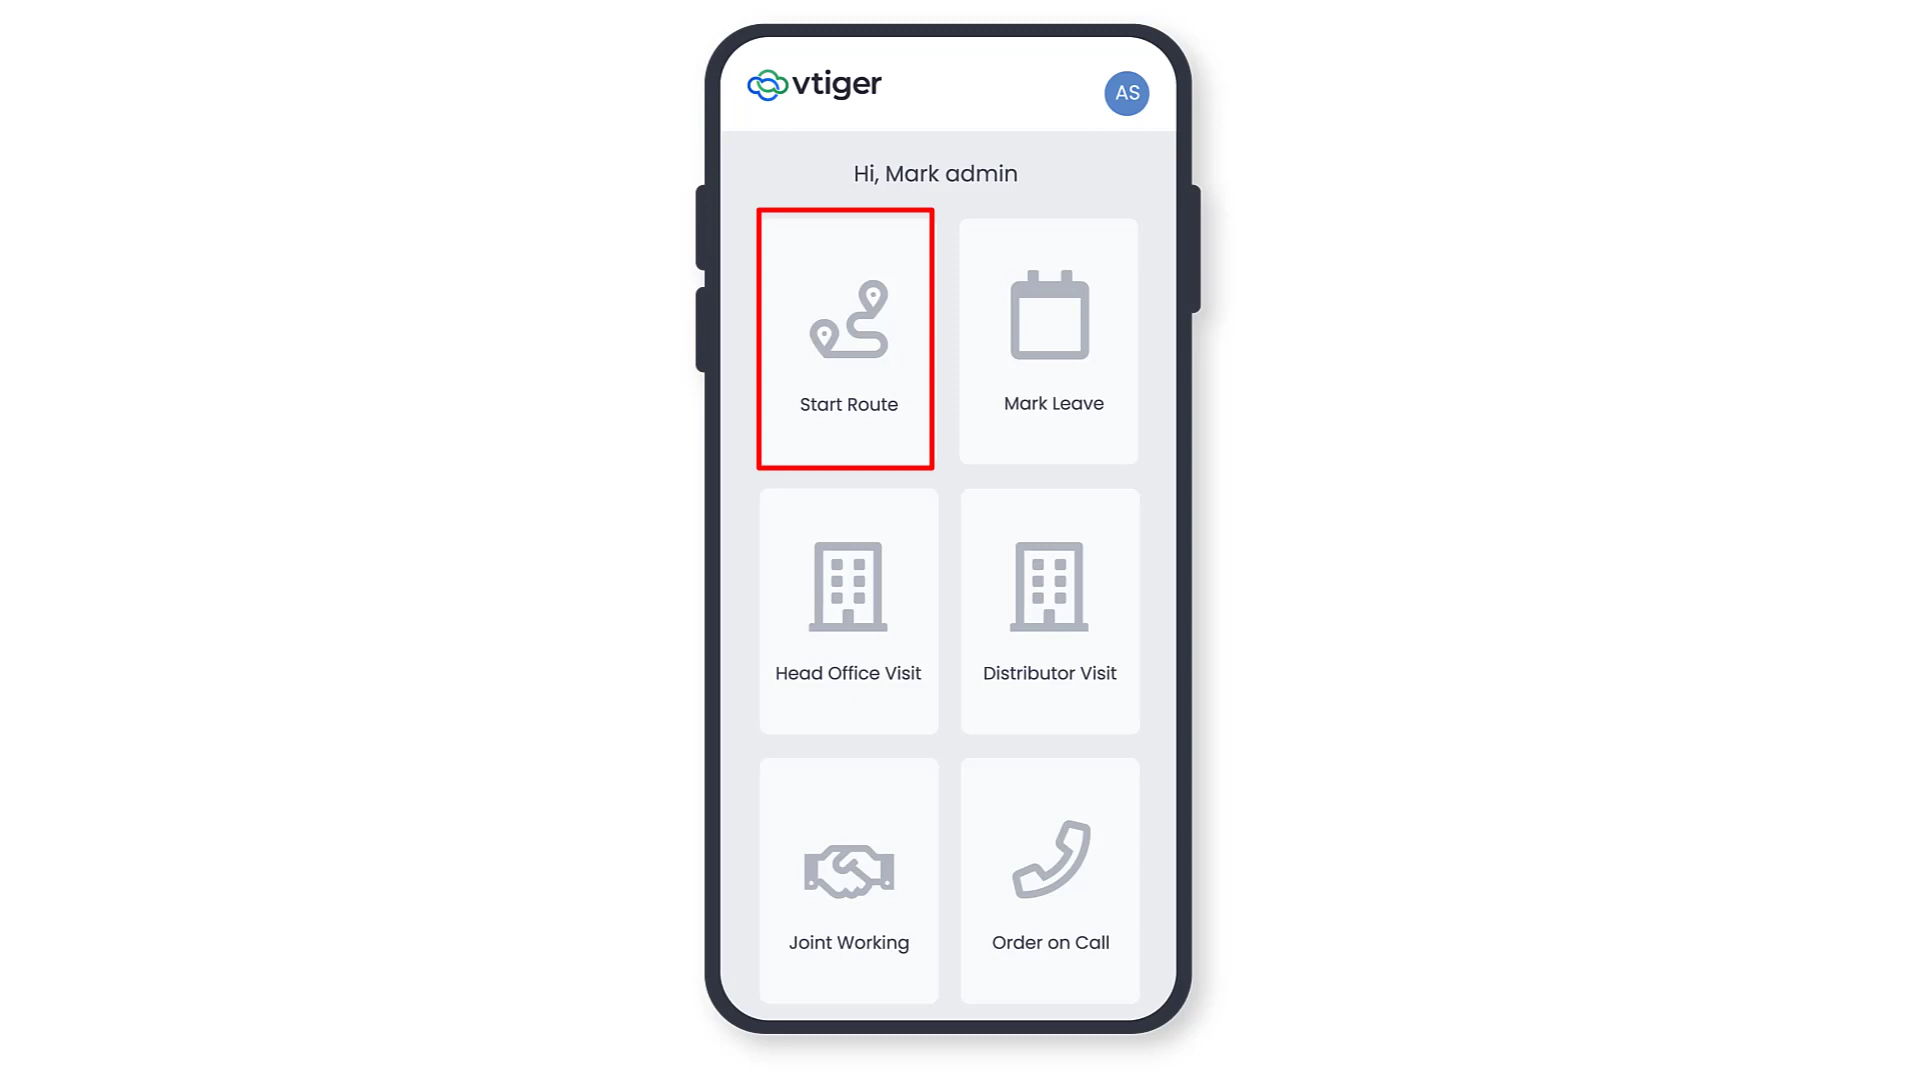 vtiger
AS
Hi, Mark admin
Start Route
Mark Leave
Head Office Visit
Distributor Visit
Joint Working
Order on Call